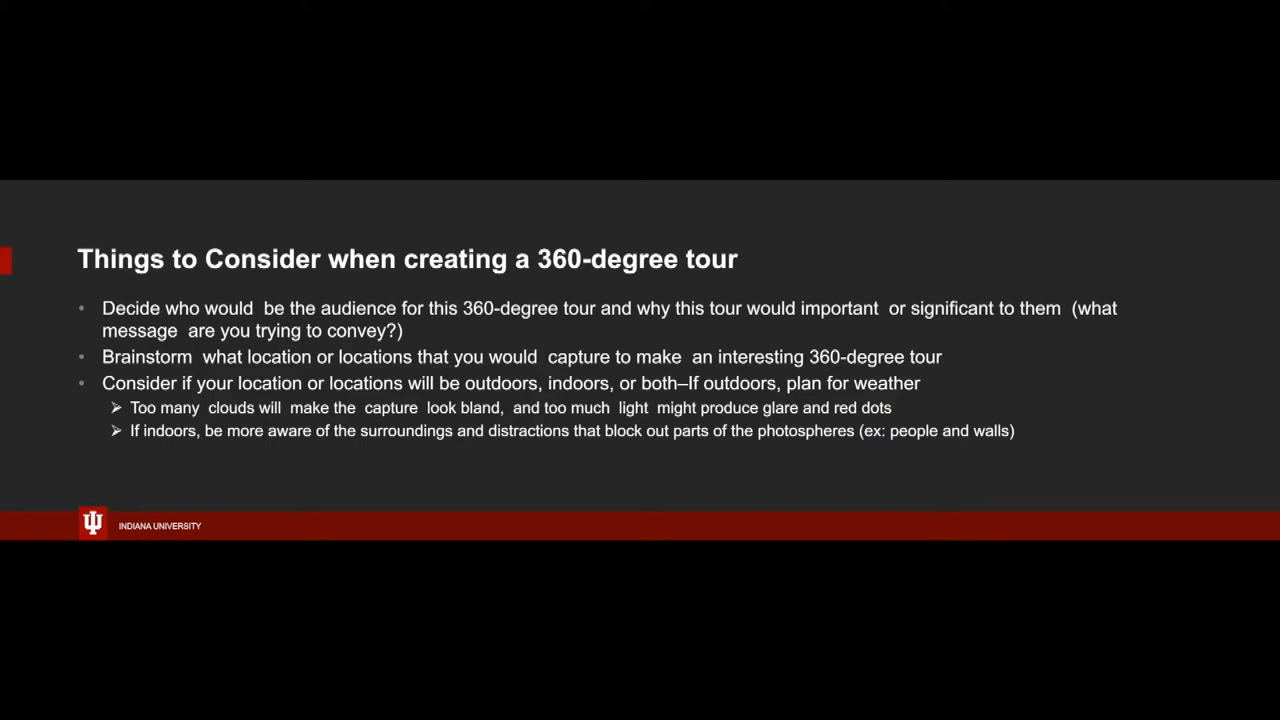 Things to Consider when creating a 360-degree tour
• Decide who would be the audience for this 360-degree tour and why this tour would important or significant to them (what
message are you trying to convey?)
• Brainstorm what location or locations that you would capture to make an interesting 360-degree tour
• Consider if your location or locations will be outdoors, indoors, or both–If outdoors, plan for weather
➢ Too many clouds will make the capture look bland, and too much light might produce glare and red dots
➢ If indoors, be more aware of the surroundings and distractions that block out parts of the photospheres (ex: people and walls)
INDIANA UNIVERSITY